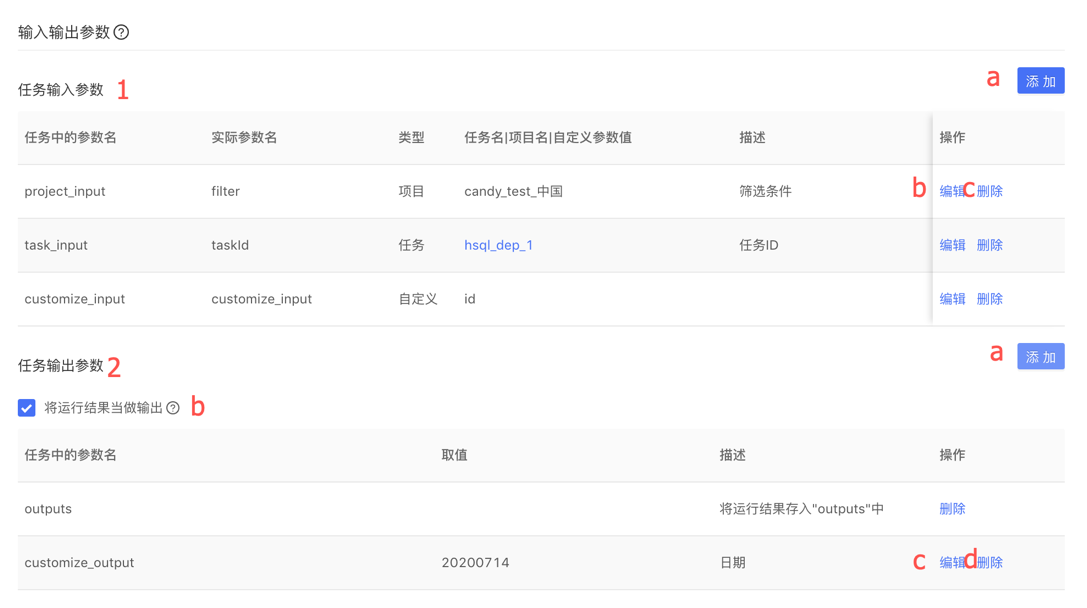 输入输出参数?
任务输入参数 1 a 添 加
任务中的参数名 实际参数名 类型 任务名|项目名|自定义参数值 描述 操作
project_input filter 项目 candy_test_中国 筛选条件 b 编辑 c 删除
task_input taskId 任务 hsql_dep_1 任务ID 编辑 删除
customize_input customize_input 自定义 id 编辑 删除
任务输出参数 2 a 添 加
将运行结果当做输出? b
任务中的参数名 取值 描述 操作
outputs 将运行结果存入"outputs"中 删除
customize_output 20200714 日期 c 编辑 d 删除